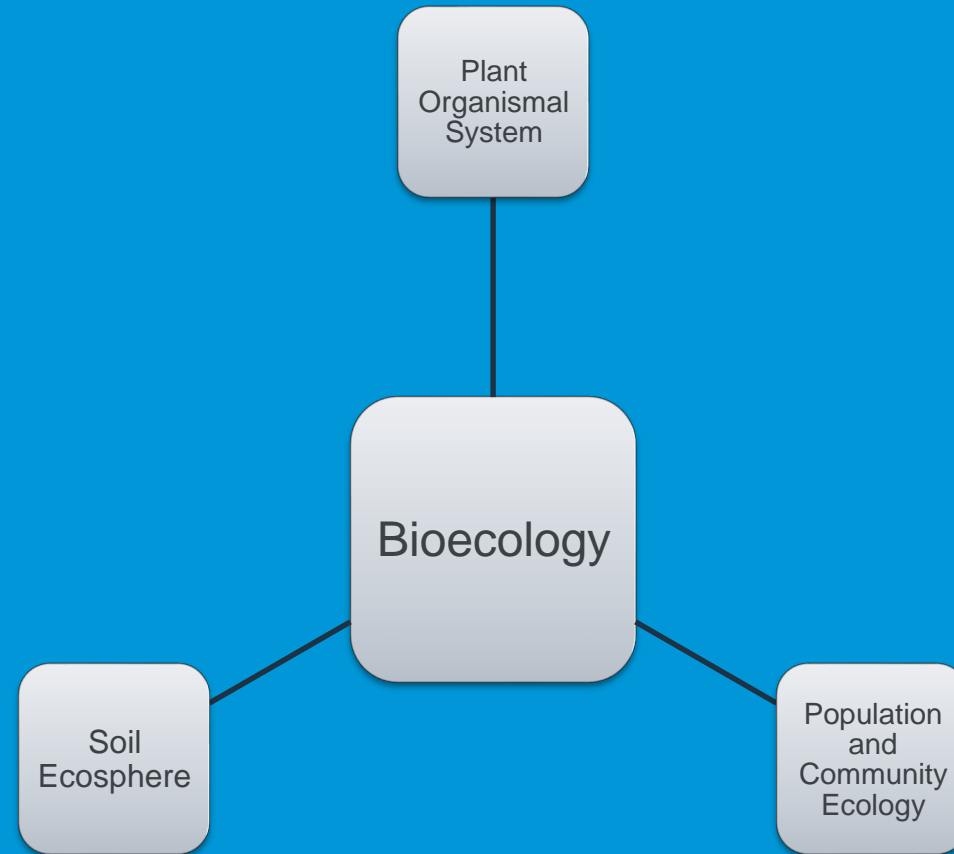 Plant
Organismal
System
Bioecology
Soil
Ecosphere
Population
and
Community
Ecology